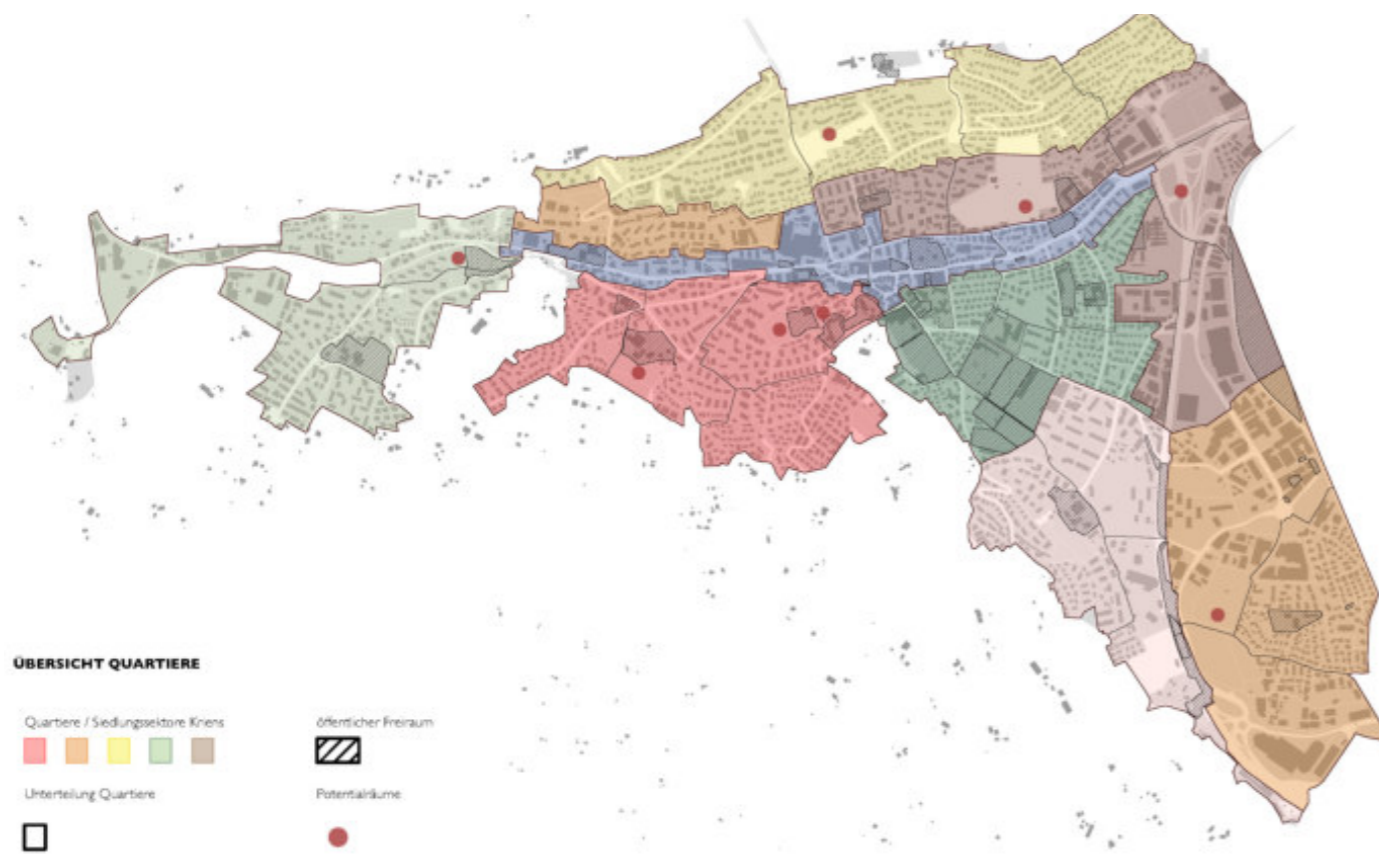 ÜBERSICHT QUARTIERE
Quartiere / Siedlungssektore Kriens
öffentlicher Freiraum
Unterteilung Quartiere
Potentialräume